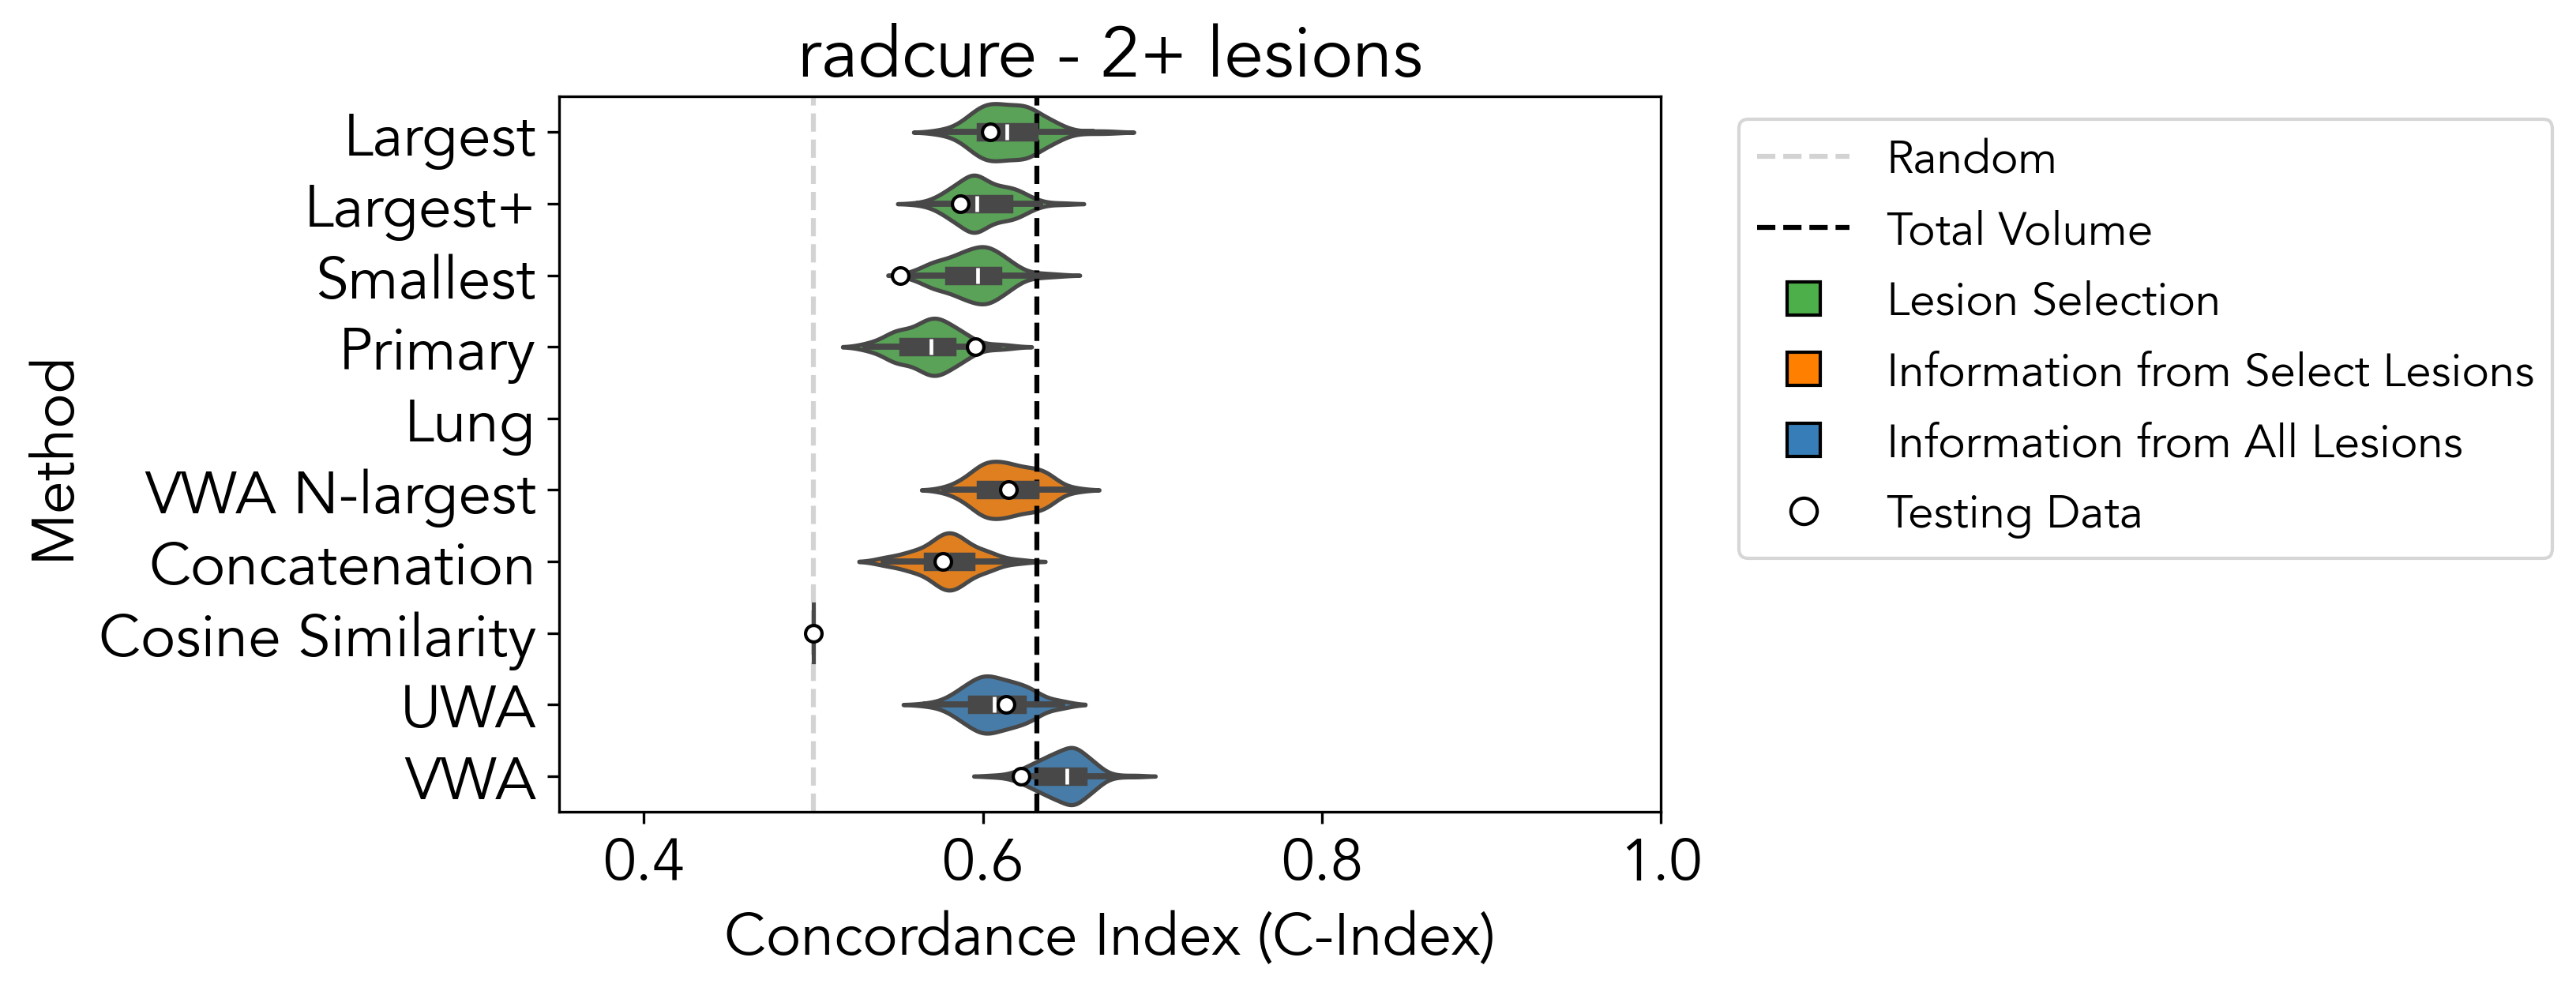 radcure - 2+ lesions
Method
Largest
Largest+
Smallest
Primary
Lung
VWA N-largest
Concatenation
Cosine Similarity
UWA
VWA
0.4 0.6 0.8 1.0
Concordance Index (C-Index)
Random
Total Volume
Lesion Selection
Information from Select Lesions
Information from All Lesions
Testing Data